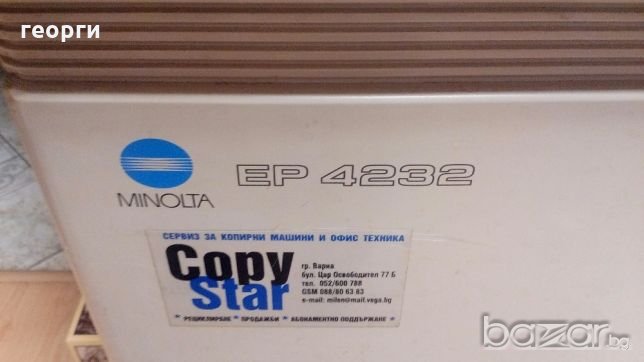 георги
MINOLTA
EP 4232
СЕРВИЗ ЗА КОПИРНИ МАШИНИ И ОФИС ТЕХНИКА
Copy
Star
гр. Варна
бул. Цар Освободител 77 Б
тел. 052/600 788
GSM 088/80 63 63
e-mail: milen@mail.vega.bg
* РЕЦИКЛИРАНЕ * ПРОДАЖБИ * АБОНАМЕНТНО ПОДДЪРЖАНЕ *
bazar.bg